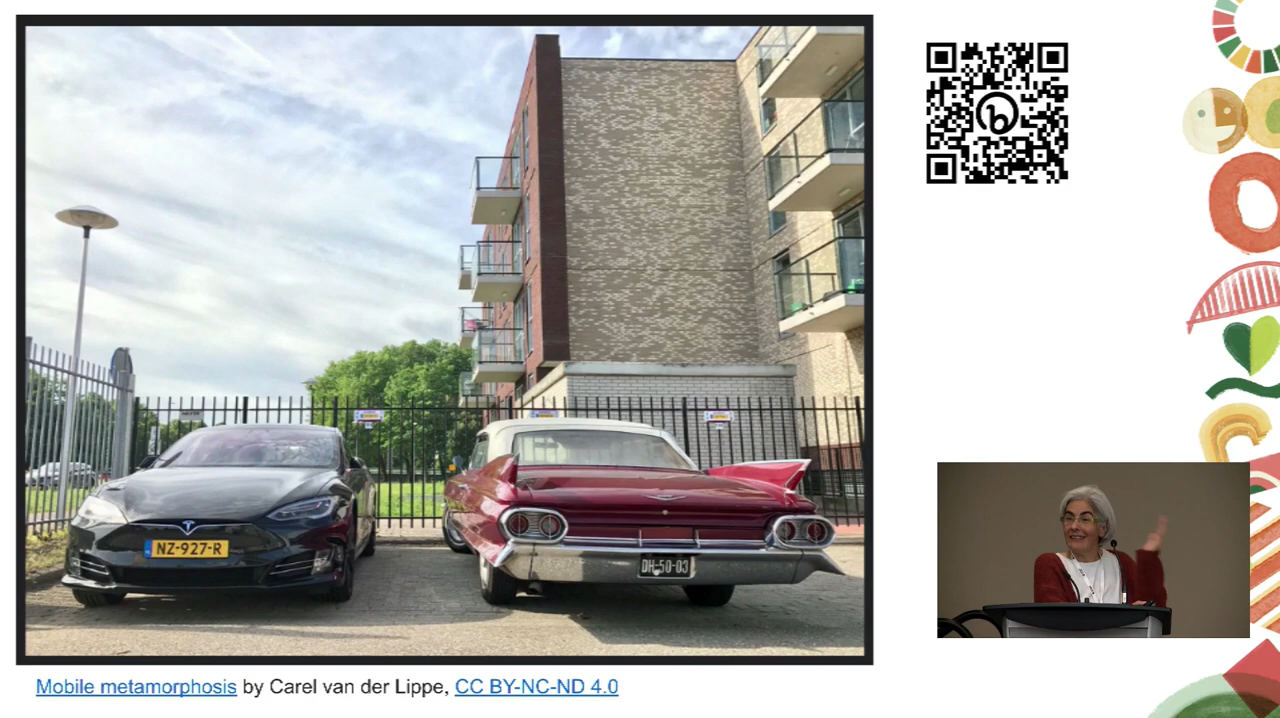 NZ-927-R
DH-50-03
Mobile metamorphosis by Carel van der Lippe, CC BY-NC-ND 4.0